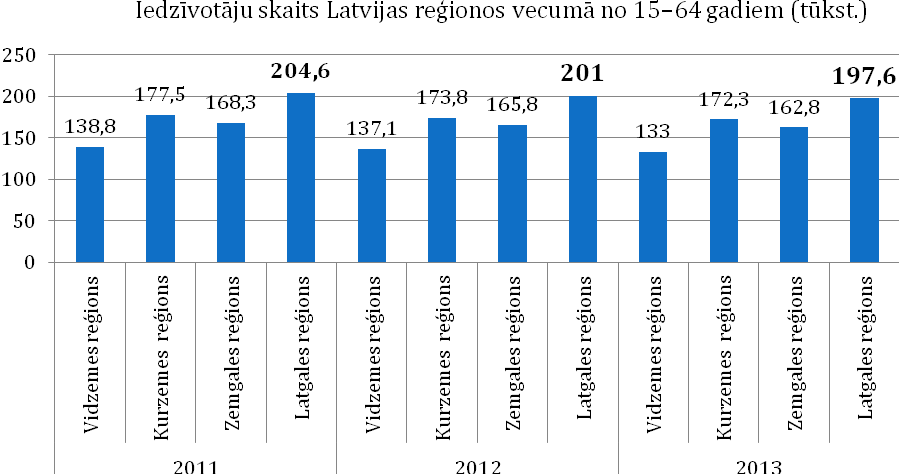 Iedzīvotāju skaits Latvijas reģionos vecumā no 15–64 gadiem (tūkst.)
250
200
150
100
50
0
138,8
177,5
168,3
204,6
137,1
173,8
165,8
201
133
172,3
162,8
197,6
Vidzemes reģions
Kurzemes reģions
Zemgales reģions
Latgales reģions
Vidzemes reģions
Kurzemes reģions
Zemgales reģions
Latgales reģions
Vidzemes reģions
Kurzemes reģions
Zemgales reģions
Latgales reģions
2011
2012
2013